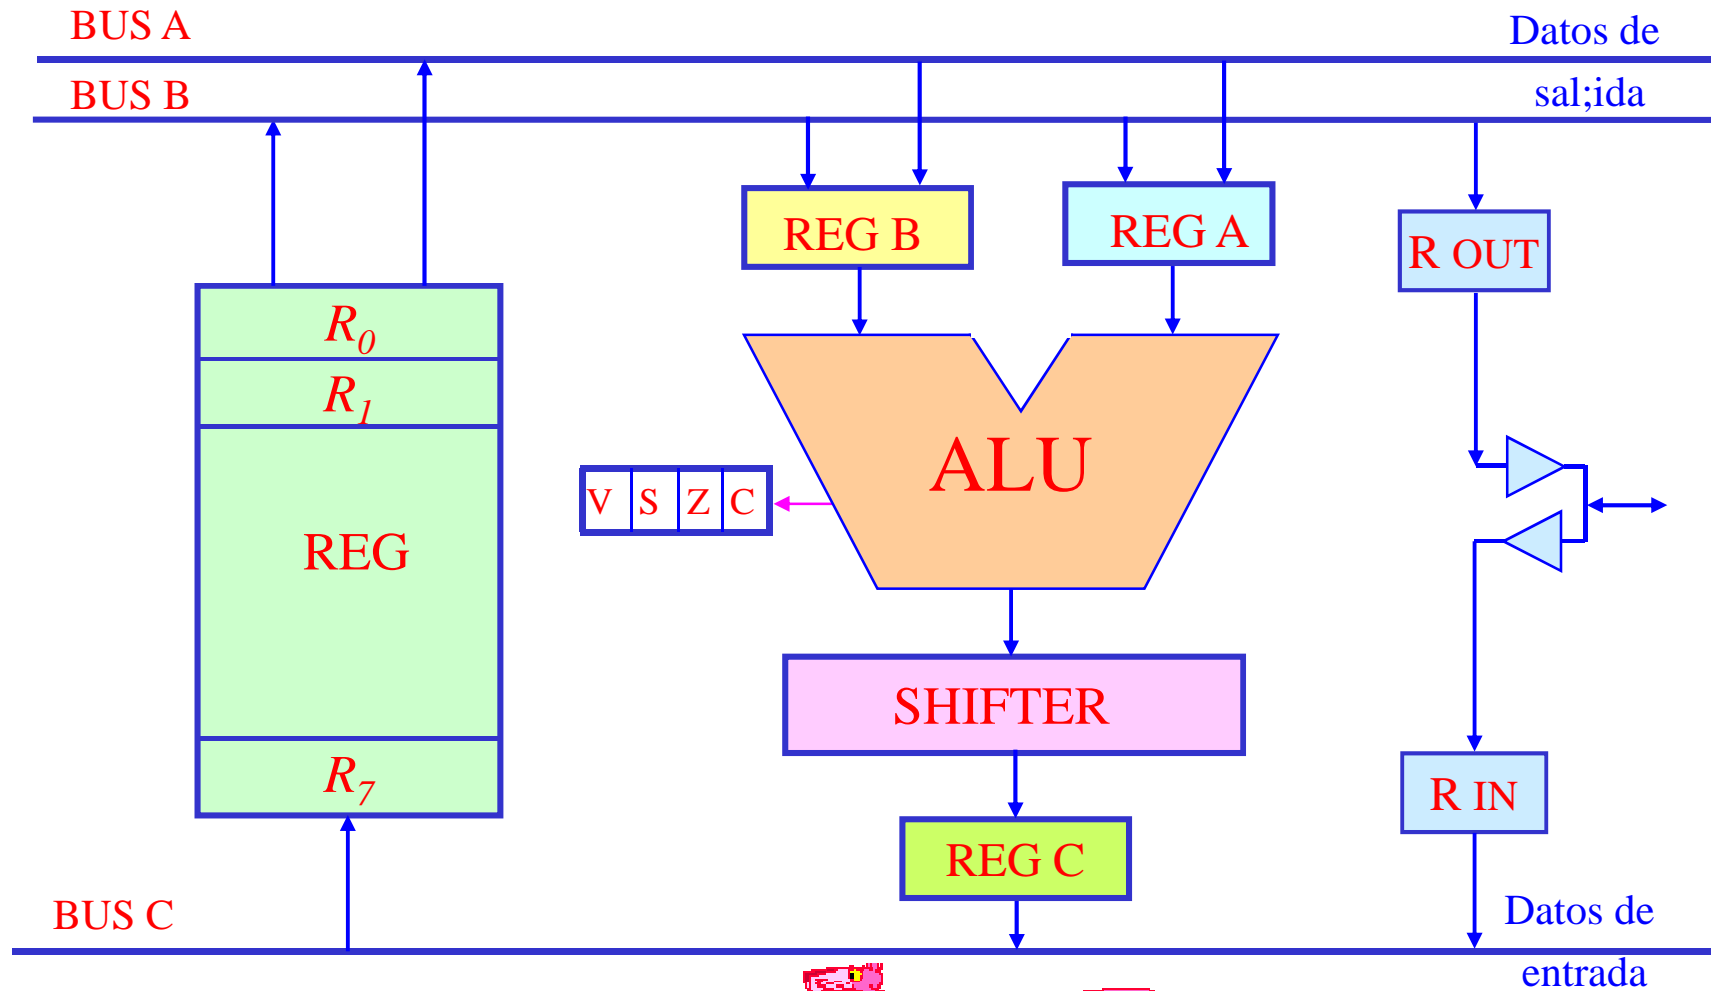 BUS A
Datos de
BUS B
sal;ida
REG B
REG A
R OUT
R0
R1
ALU
V S Z C
REG
SHIFTER
R7
R IN
REG C
BUS C
Datos de
entrada